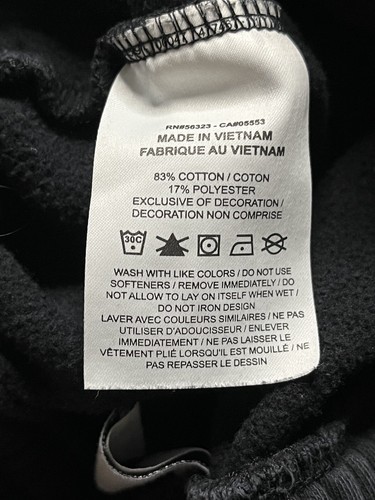 RN#56323 - CA#05553
MADE IN VIETNAM
FABRIQUE AU VIETNAM
83% COTTON / COTON
17% POLYESTER
EXCLUSIVE OF DECORATION /
DECORATION NON COMPRISE
30C
WASH WITH LIKE COLORS / DO NOT USE
SOFTENERS / REMOVE IMMEDIATELY / DO
NOT ALLOW TO LAY ON ITSELF WHEN WET /
DO NOT IRON DESIGN
LAVER AVEC COULEURS SIMILAIRES / NE PAS
UTILISER D'ADOUCISSEUR / ENLEVER
IMMEDIATEMENT / NE PAS LAISSER LE
VÊTEMENT PLIÉ LORSQU'IL EST MOUILLÉ / NE
PAS REPASSER LE DESSIN